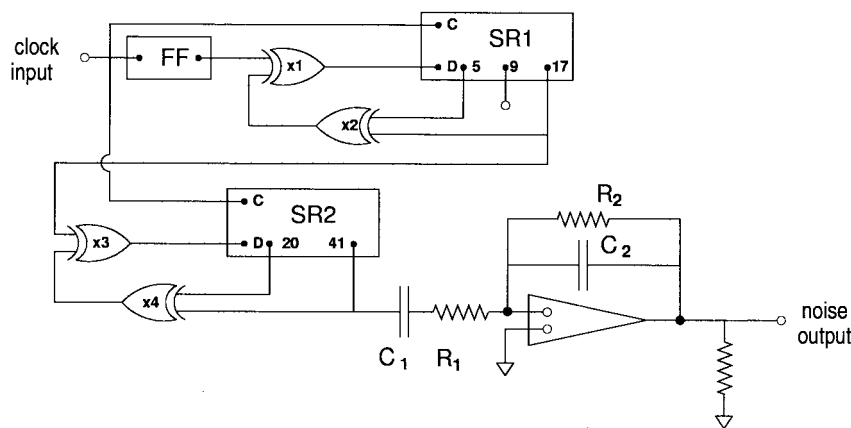 clock
input
FF
x1
C
SR1
D
5
9
17
x2
C
SR2
D
20
41
x3
x4
R2
C2
C1
R1
noise
output